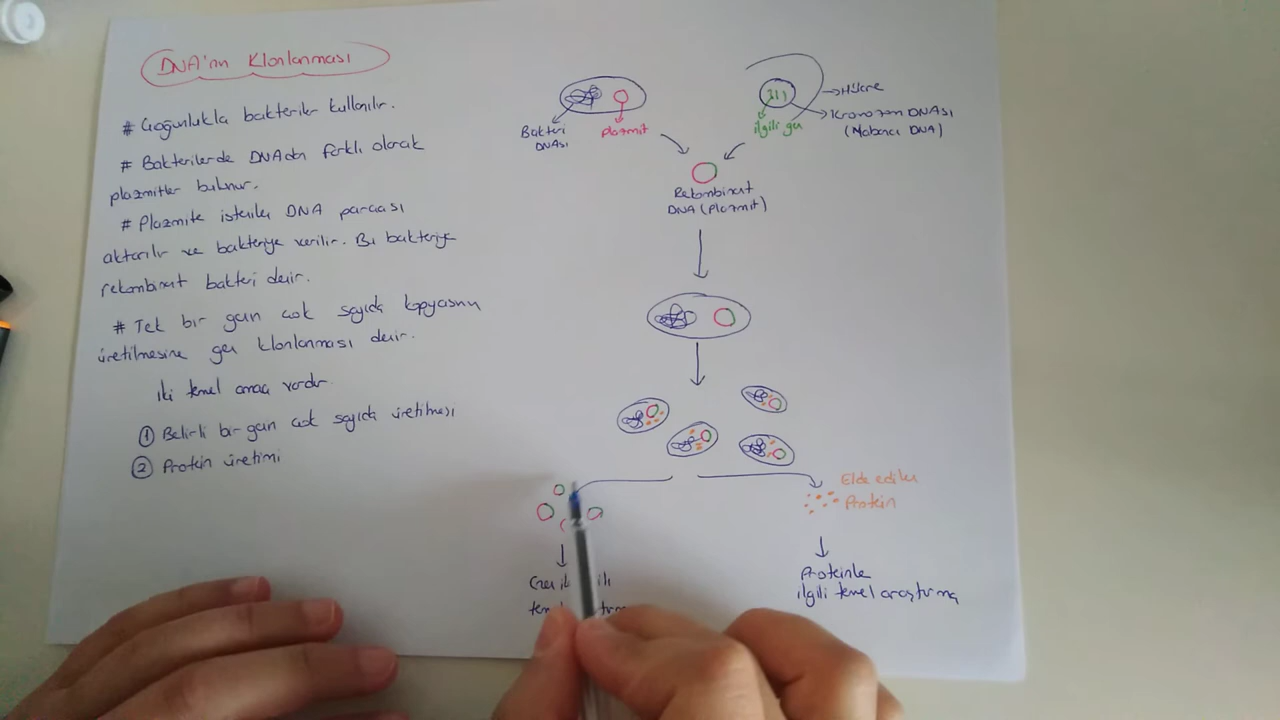 DNA'nın Klonlanması
# Çoğunlukla bakteriler kullanılır.
# Bakterilerde DNA'dan farklı olarak
plazmitler bulunur.
# Plazmite istenilen DNA parçası
aktarılır ve bakteriye verilir. Bu bakteriye
rekombinant bakteri denir.
# Tek bir genin çok sayıda kopyasının
üretilmesine gen klonlanması denir.
İki temel amaç vardır.
1 Belirli bir genin çok sayıda üretilmesi
2 Protein üretimi
Bakteri
DNAsı
Plazmit
ilgili gen
Hücre
Kromozom DNASI
(Yabancı DNA)
Rekombinant
DNA (Plazmit)
Elde edilen
Protein
Proteinle
ilgili temel araştırma